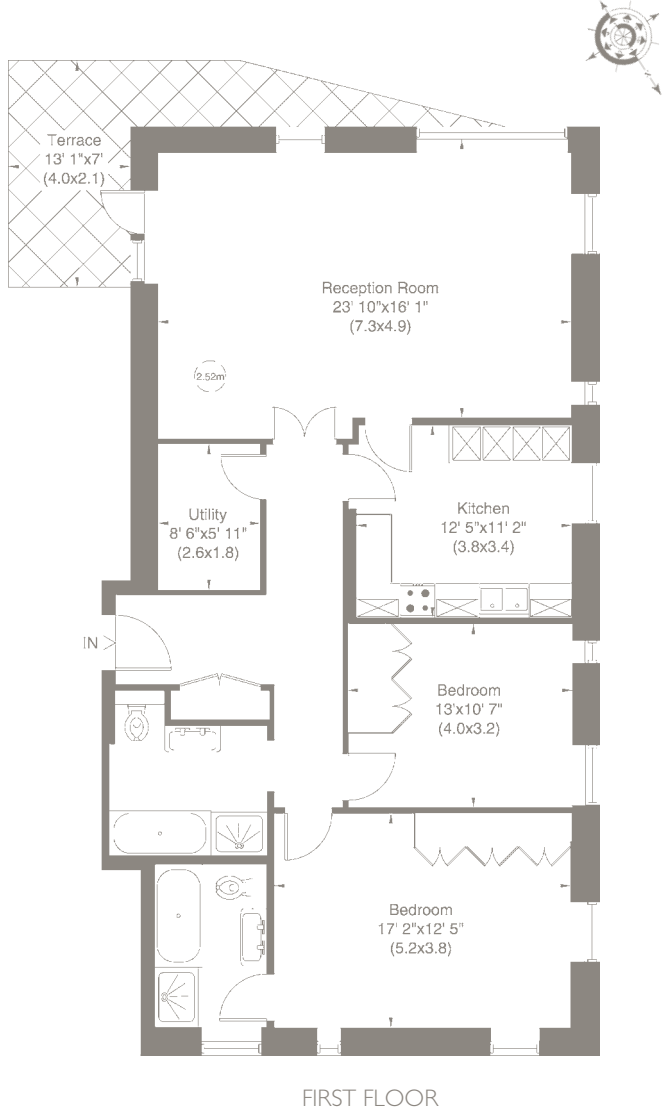 Terrace
13' 1"x7'
(4.0x2.1)
Reception Room
23' 10"x16' 1"
(7.3x4.9)
2.52m
Utility
8' 6"x5' 11"
(2.6x1.8)
Kitchen
12' 5"x11' 2"
(3.8x3.4)
IN
Bedroom
13'x10' 7"
(4.0x3.2)
Bedroom
17' 2"x12' 5"
(5.2x3.8)
FIRST FLOOR